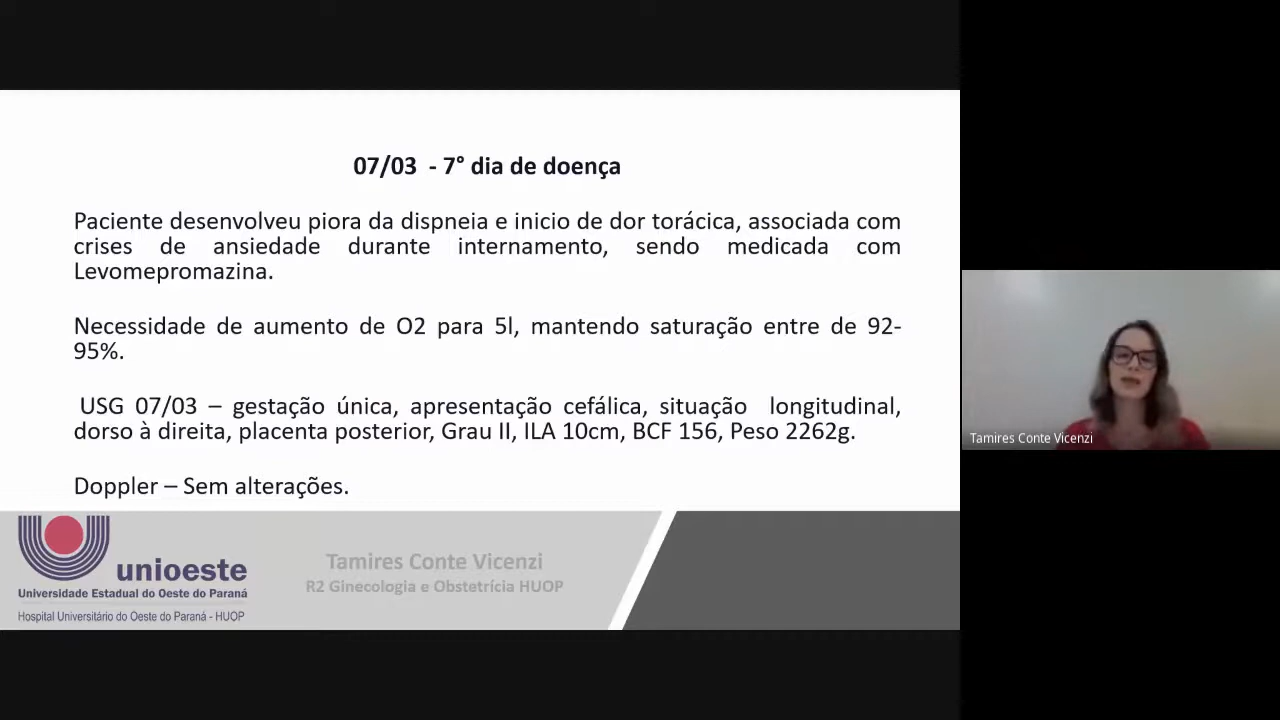 07/03 - 7° dia de doença
Paciente desenvolveu piora da dispneia e inicio de dor torácica, associada com
crises de ansiedade durante internamento, sendo medicada com
Levomepromazina.
Necessidade de aumento de O2 para 5l, mantendo saturação entre de 92-
95%.
USG 07/03 – gestação única, apresentação cefálica, situação longitudinal,
dorso à direita, placenta posterior, Grau II, ILA 10cm, BCF 156, Peso 2262g.
Doppler – Sem alterações.
unioeste
Universidade Estadual do Oeste do Paraná
Hospital Universitário do Oeste do Paraná - HUOP
Tamires Conte Vicenzi
R2 Ginecologia e Obstetrícia HUOP
Tamires Conte Vicenzi